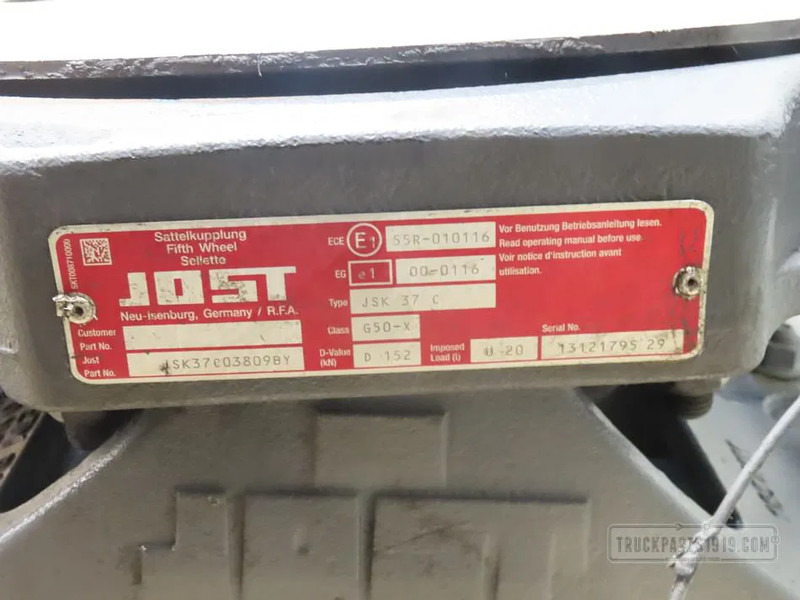 Sattelkupplung
Fifth Wheel
Sellette
JOST
Neu-Isenburg, Germany / R.F.A.
Customer
Part No.
Jost
Part No.
JSK37C03809BY
ECE E1 55R-010116
EG e1 00-0116
Type JSK 37 C
Class G50-X
D-Value
(kN)
D 152
Imposed
Load (t)
U 20
Serial No.
13121795 29
Vor Benutzung Betriebsanleitung lesen.
Read operating manual before use.
Voir notice d'instruction avant
utilisation.
TRUCKPARTS1919.COM